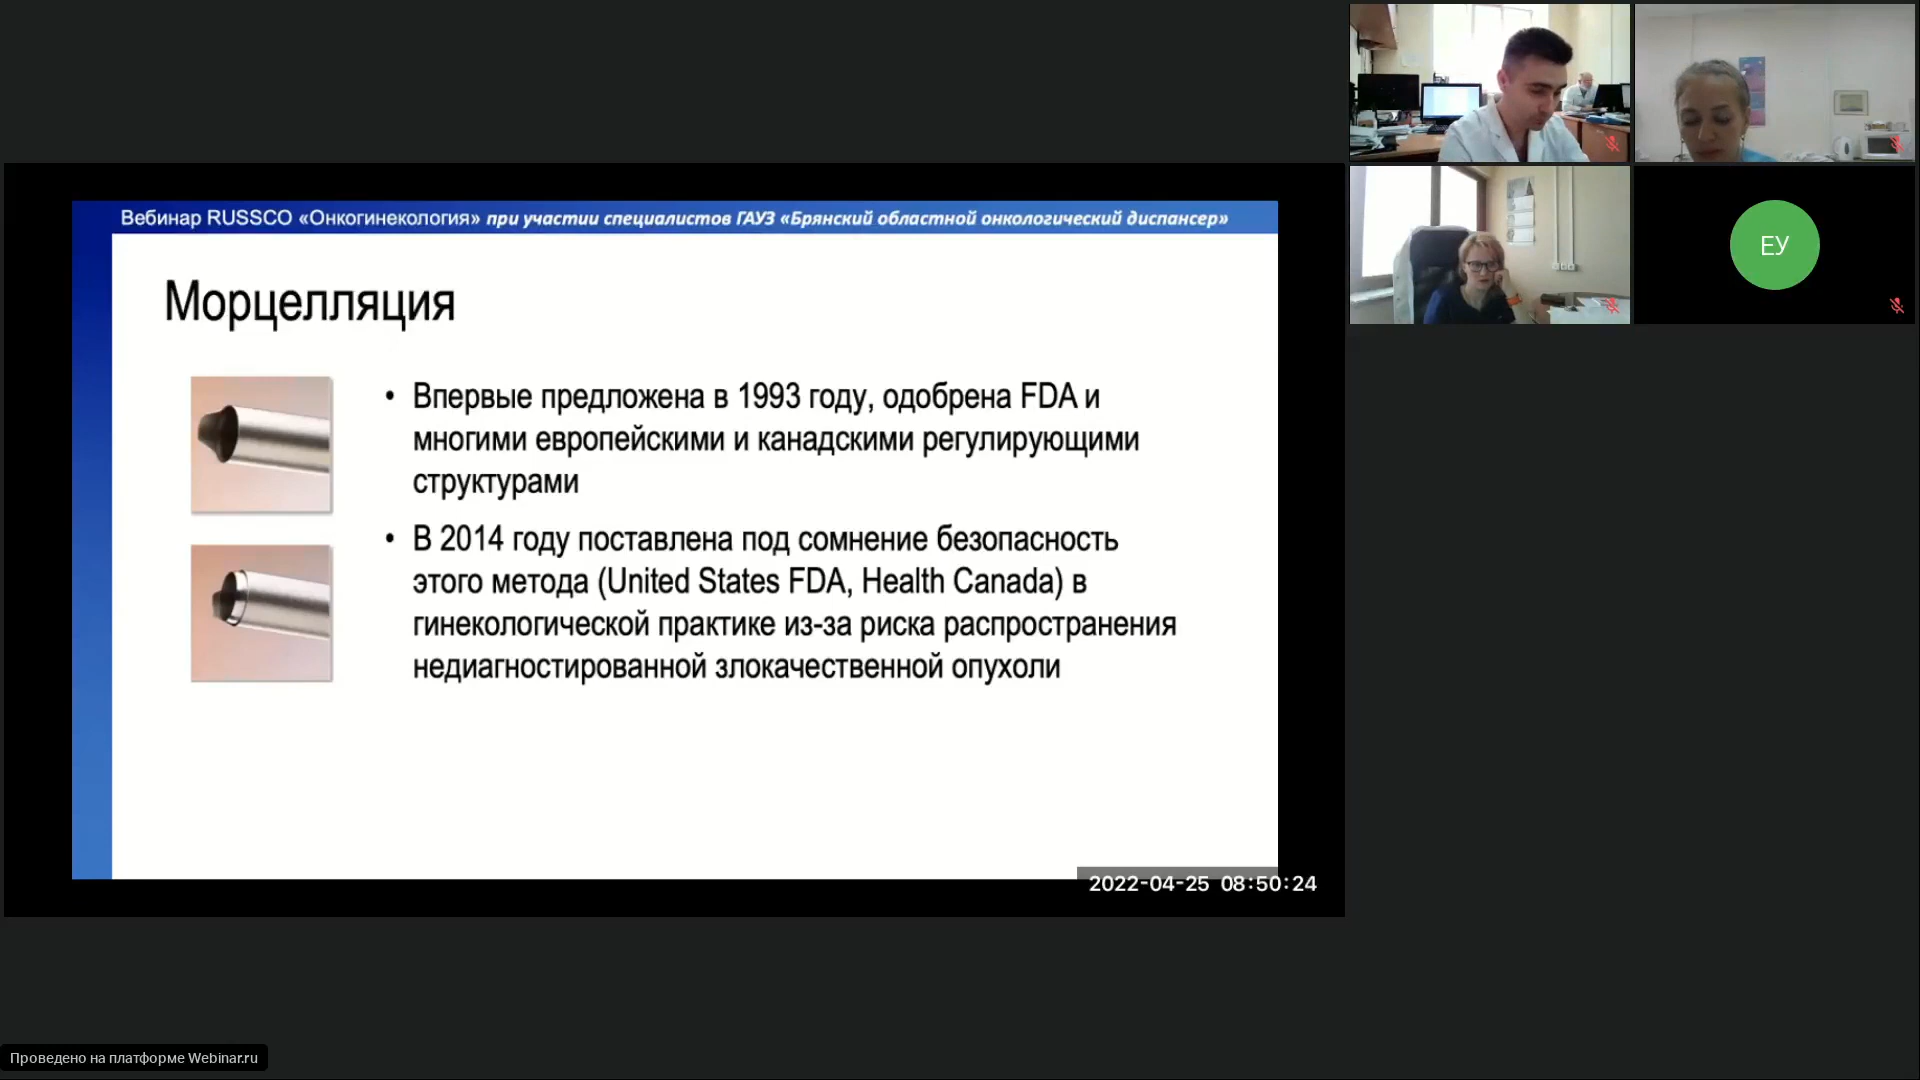 Вебинар RUSSCO «Онкогинекология» при участии специалистов ГАУЗ «Брянский областной онкологический диспансер»
Морцелляция
• Впервые предложена в 1993 году, одобрена FDA и
многими европейскими и канадскими регулирующими
структурами
• В 2014 году поставлена под сомнение безопасность
этого метода (United States FDA, Health Canada) в
гинекологической практике из-за риска распространения
недиагностированной злокачественной опухоли
2022-04-25 08:50:24
ЕУ
Проведено на платформе Webinar.ru